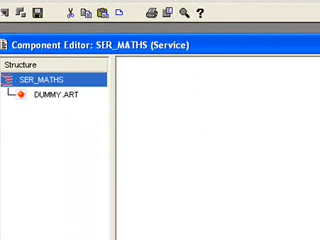 Component Editor: SER_MATHS (Service)
Structure
SER_MATHS
DUMMY.ART